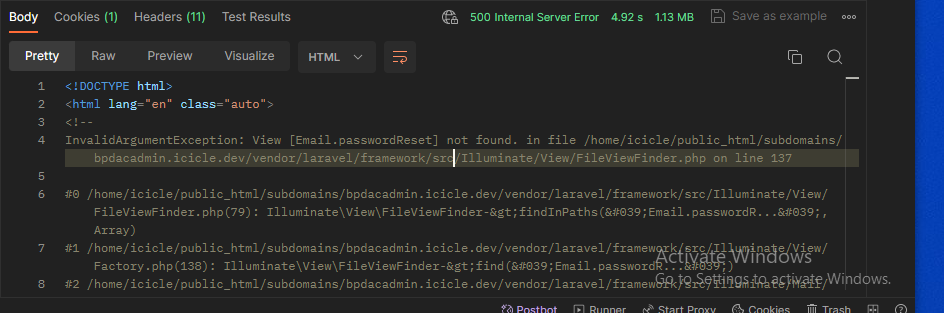 Body Cookies (1) Headers (11) Test Results 500 Internal Server Error 4.92 s 1.13 MB Save as example
Pretty Raw Preview Visualize HTML
1 <!DOCTYPE html>
2 <html lang="en" class="auto">
3 <!--
4 InvalidArgumentException: View [Email.passwordReset] not found. in file /home/icicle/public_html/subdomains/
bpdacadmin.icicle.dev/vendor/laravel/framework/src/Illuminate/View/FileViewFinder.php on line 137
5
6 #0 /home/icicle/public_html/subdomains/bpdacadmin.icicle.dev/vendor/laravel/framework/src/Illuminate/View/
FileViewFinder.php(79): Illuminate\View\FileViewFinder-&gt;findInPaths(&#039;Email.passwordR...&#039;,
Array)
7 #1 /home/icicle/public_html/subdomains/bpdacadmin.icicle.dev/vendor/laravel/framework/src/Illuminate/View/
Factory.php(138): Illuminate\View\FileViewFinder-&gt;find(&#039;Email.passwordR...&#039;)
8 #2 /home/icicle/public_html/subdomains/bpdacadmin.icicle.dev/vendor/laravel/framework/src/Illuminate/Mail/
Activate Windows
Go to Settings to activate Windows.
Postbot Runner Start Proxy Cookies Trash